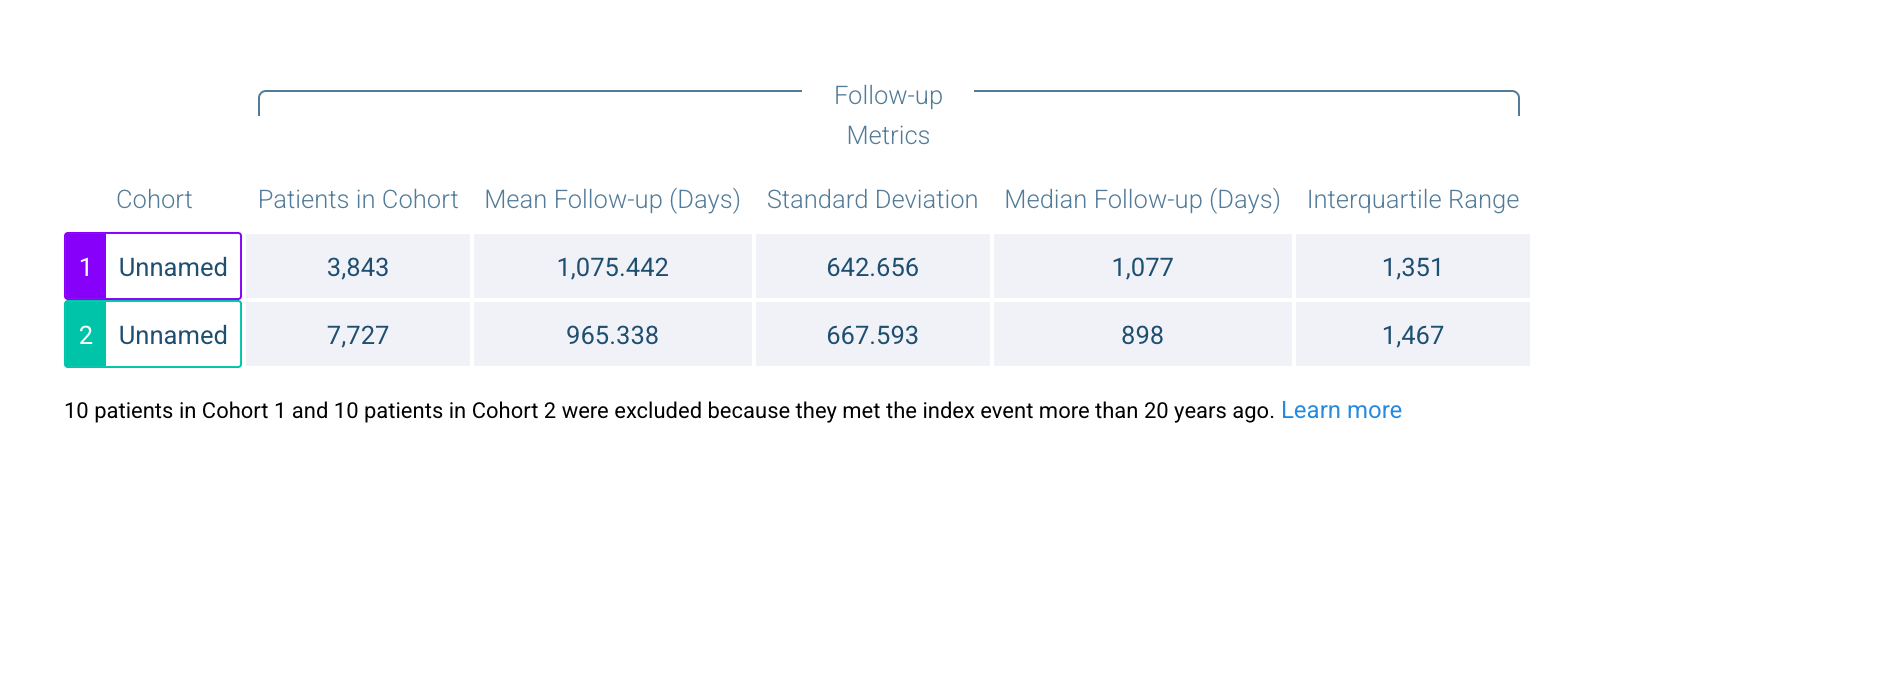 Follow-up
Metrics
Cohort Patients in Cohort Mean Follow-up (Days) Standard Deviation Median Follow-up (Days) Interquartile Range
1 Unnamed 3,843 1,075.442 642.656 1,077 1,351
2 Unnamed 7,727 965.338 667.593 898 1,467
10 patients in Cohort 1 and 10 patients in Cohort 2 were excluded because they met the index event more than 20 years ago. Learn more